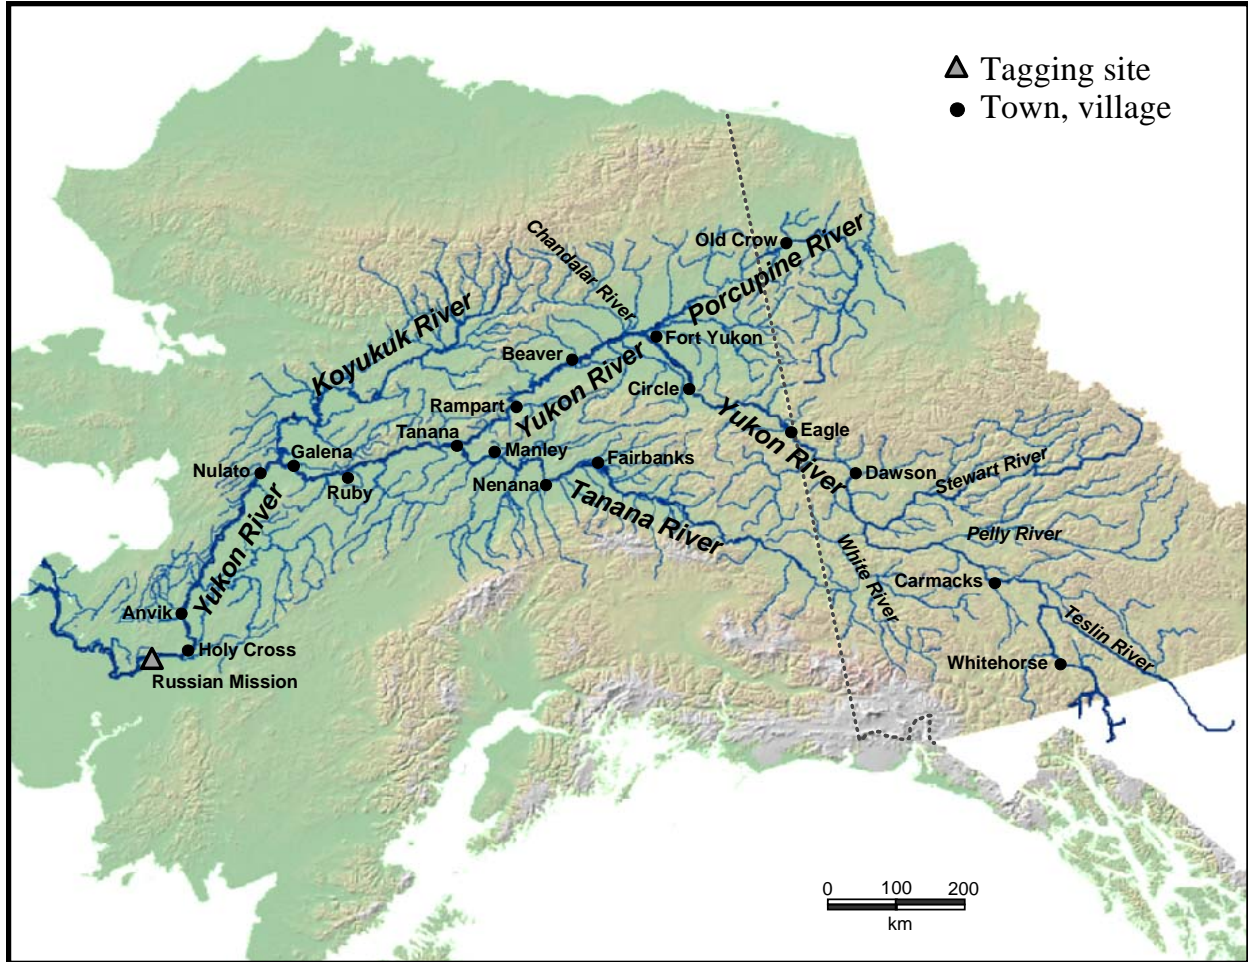 Tagging site
Town, village
Chandalar River
Old Crow
Porcupine River
Koyukuk River
Fort Yukon
Beaver
Yukon River
Circle
Rampart
Yukon River
Eagle
Tanana
Manley
Galena
Nulato
Ruby
Fairbanks
Nenana
Dawson
Stewart River
Tanana River
Yukon River
Pelly River
White River
Carmacks
Anvik
Teslin River
Holy Cross
Whitehorse
Russian Mission
0 100 200
km